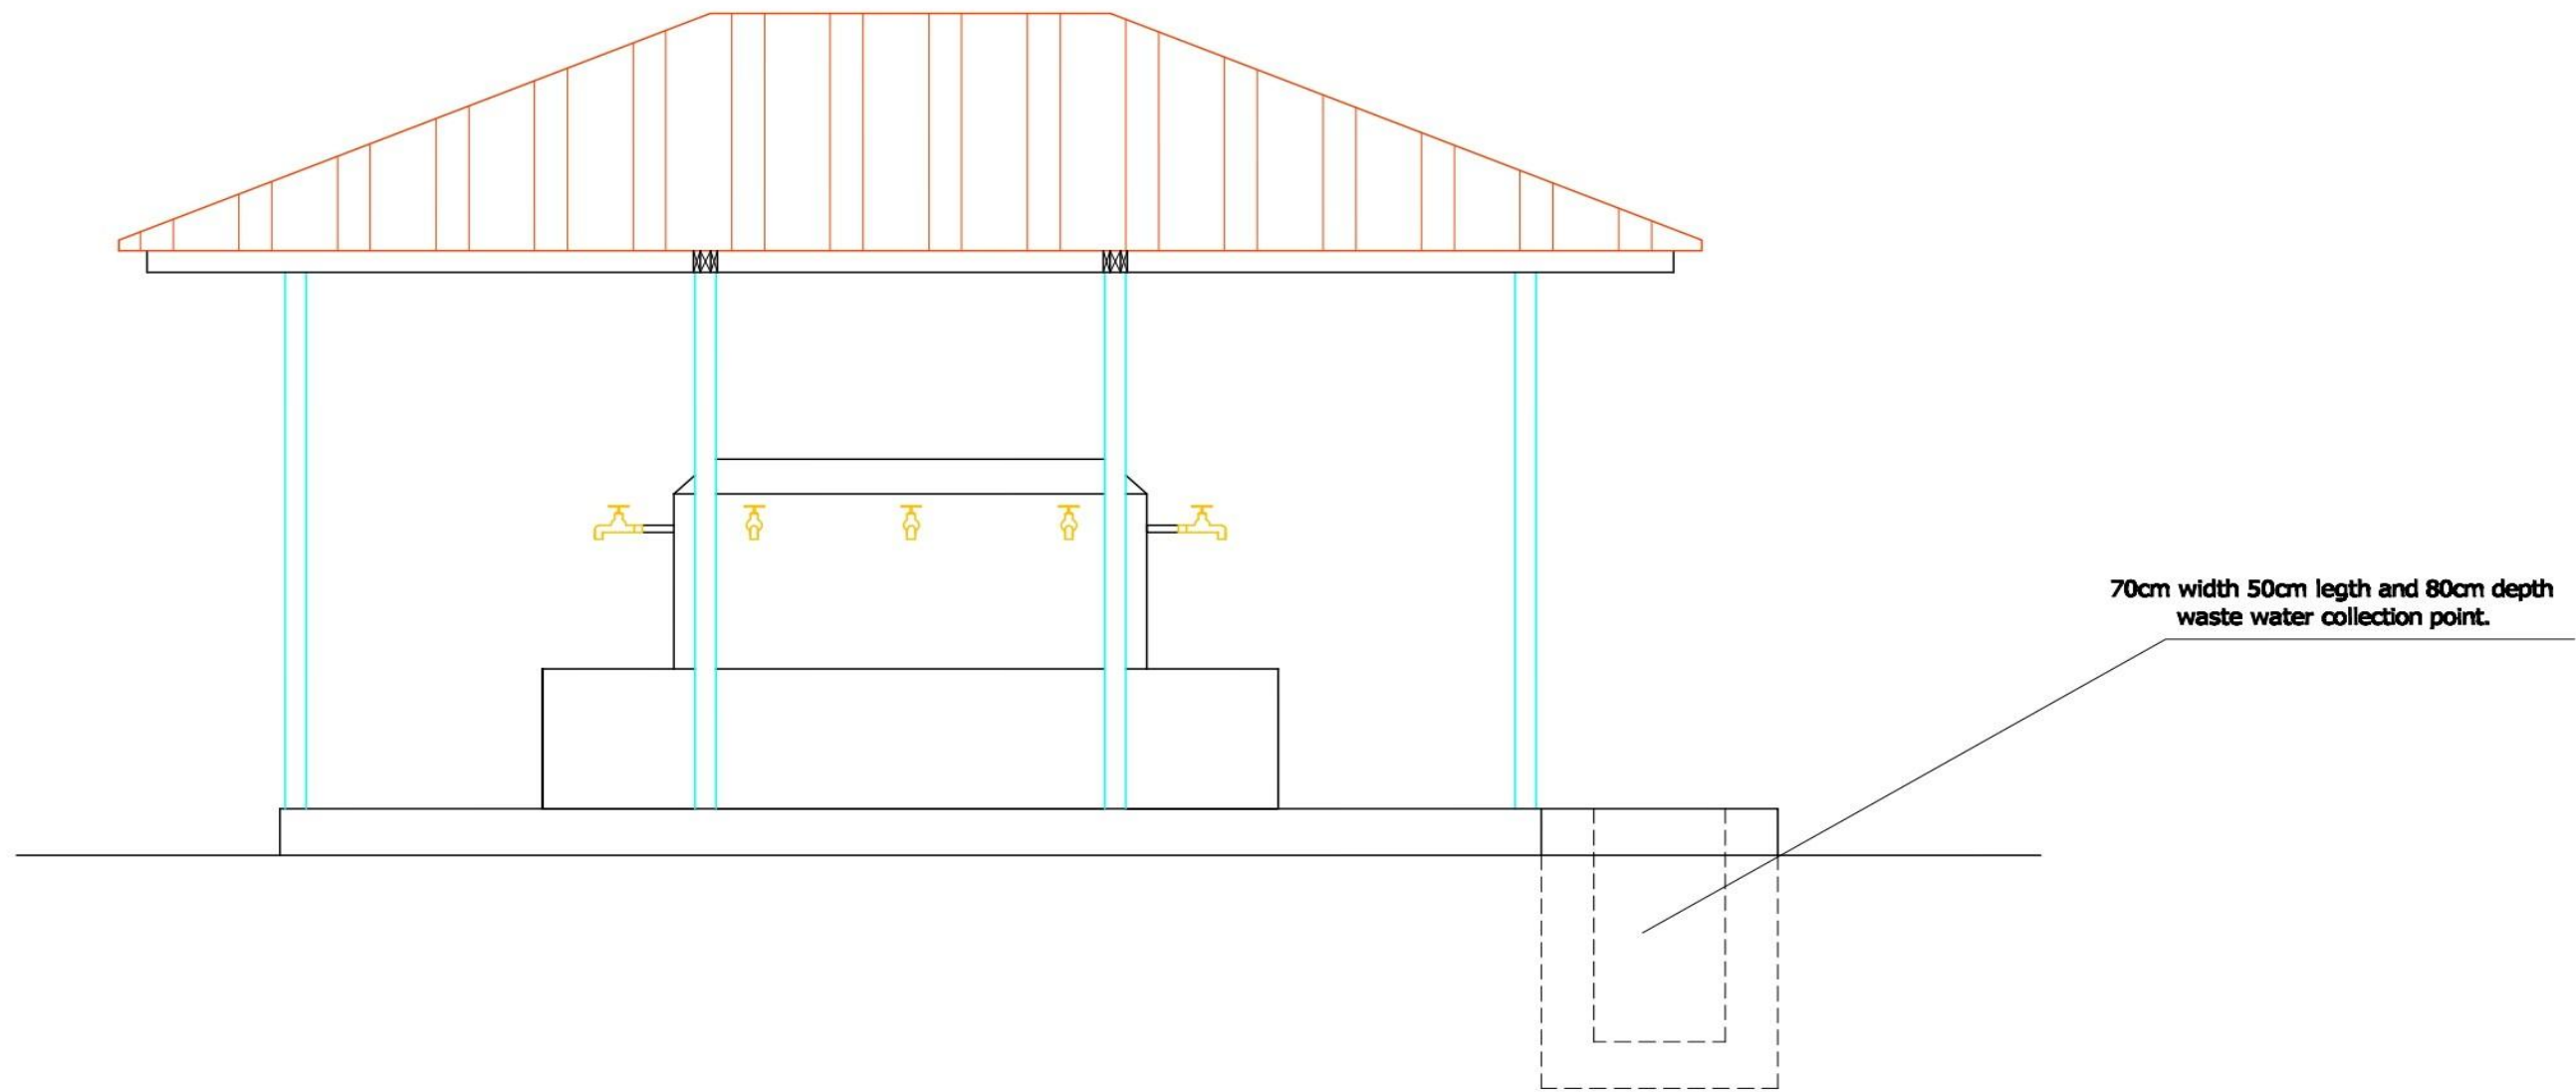 70cm width 50cm legth and 80cm depth
waste water collection point.